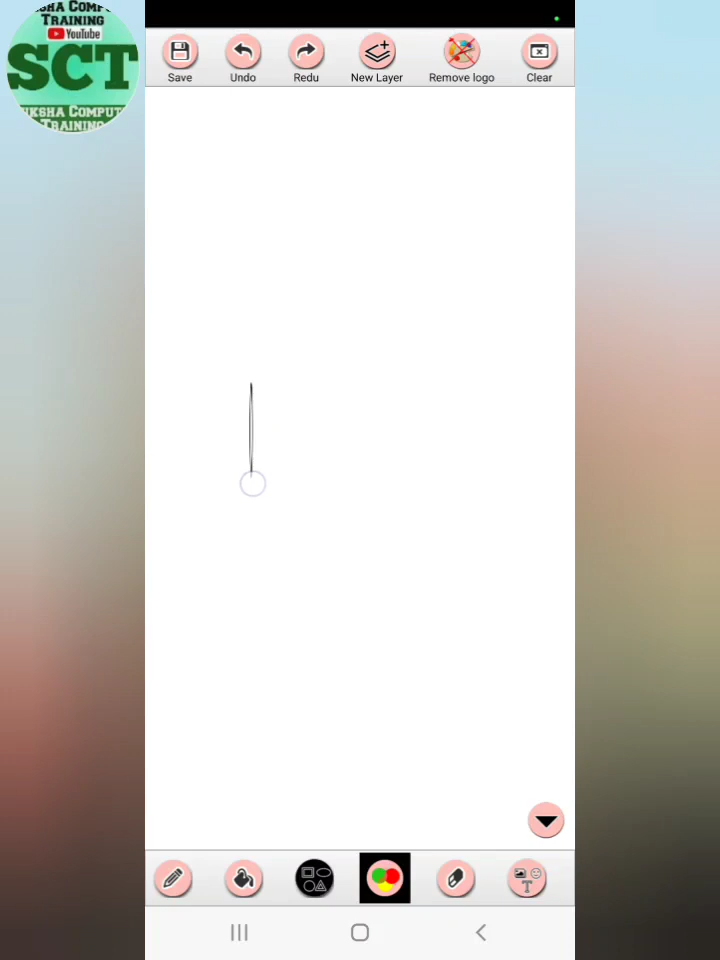 TRAINING
YouTube
SCT
TRAINING
Save
Undo
Redu
New Layer
Remove logo
Clear
T